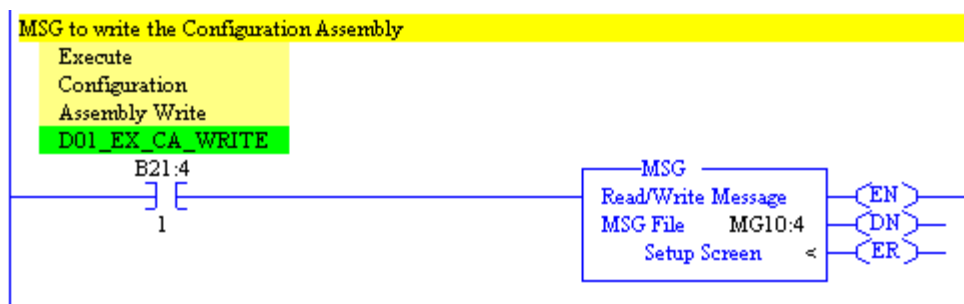 MSG to write the Configuration Assembly
Execute
Configuration
Assembly Write
D01_EX_CA_WRITE
B21:4
1
MSG
Read/Write Message
MSG File MG10:4
Setup Screen <
EN
DN
ER